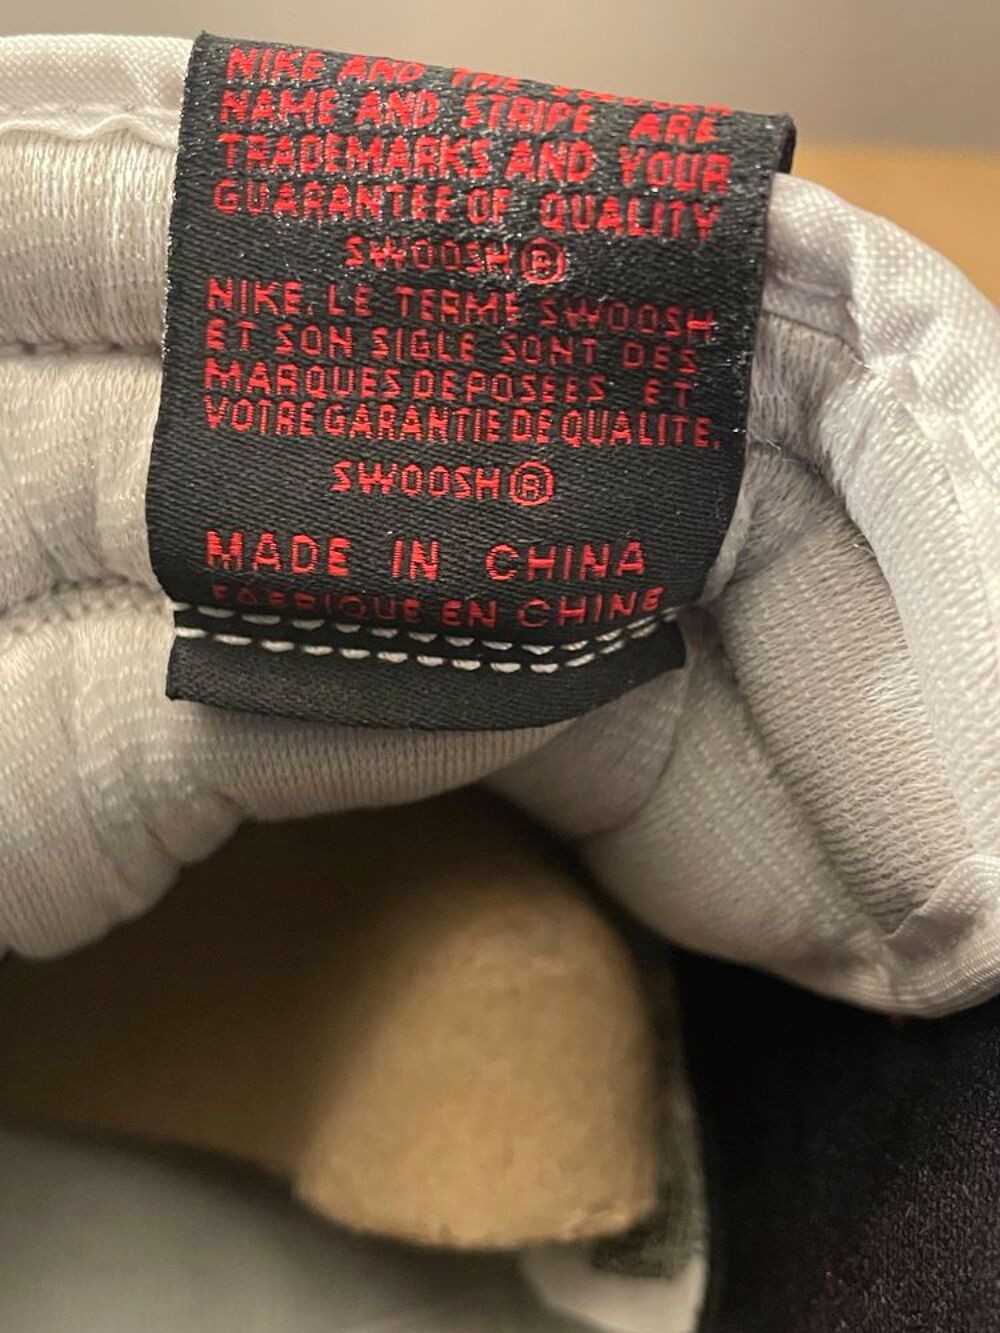 NIKE AND THE SWOOSH
NAME AND STRIPE ARE
TRADEMARKS AND YOUR
GUARANTEE OF QUALITY
SWOOSH®
NIKE. LE TERME SWOOSH
ET SON SIGLE SONT DES
MARQUES DEPOSEES ET
VOTRE GARANTIE DE QUALITE.
SWOOSH®
MADE IN CHINA
FABRIQUE EN CHINE